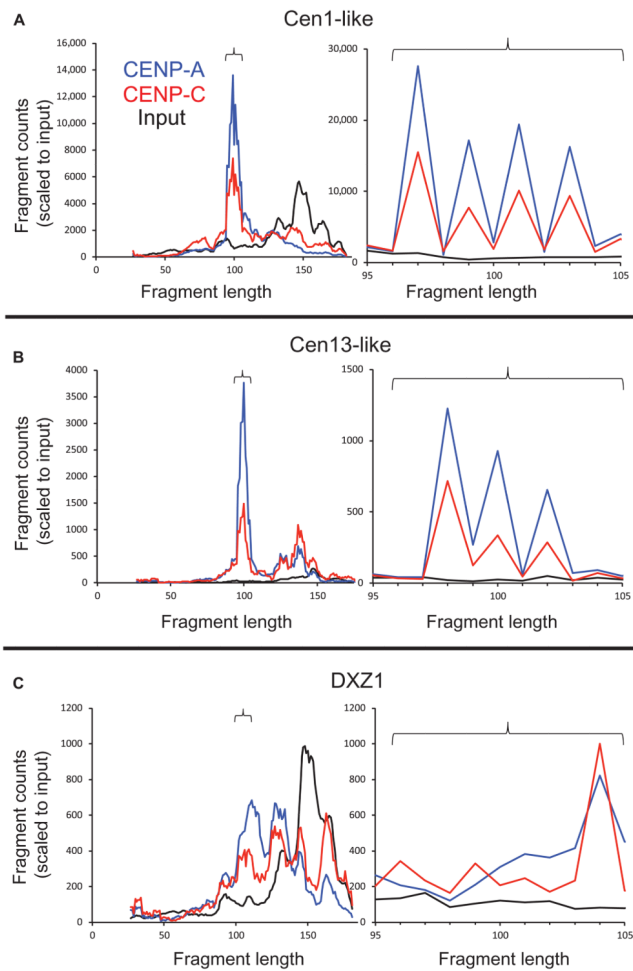 A
Cen1-like
CENP-A
CENP-C
Input
Fragment counts
(scaled to input)
16,000
14,000
12,000
10,000
8,000
6,000
4,000
2000
0
0
50
100
150
Fragment length
30,000
20,000
10,000
0
95
100
105
Fragment length
B
Cen13-like
Fragment counts
(scaled to input)
4000
3500
3000
2500
2000
1500
1000
500
0
0
50
100
150
Fragment length
1500
1000
500
0
95
100
105
Fragment length
C
DXZ1
Fragment counts
(scaled to input)
1200
1000
800
600
400
200
0
0
50
100
150
Fragment length
1200
1000
800
600
400
200
0
95
100
105
Fragment length